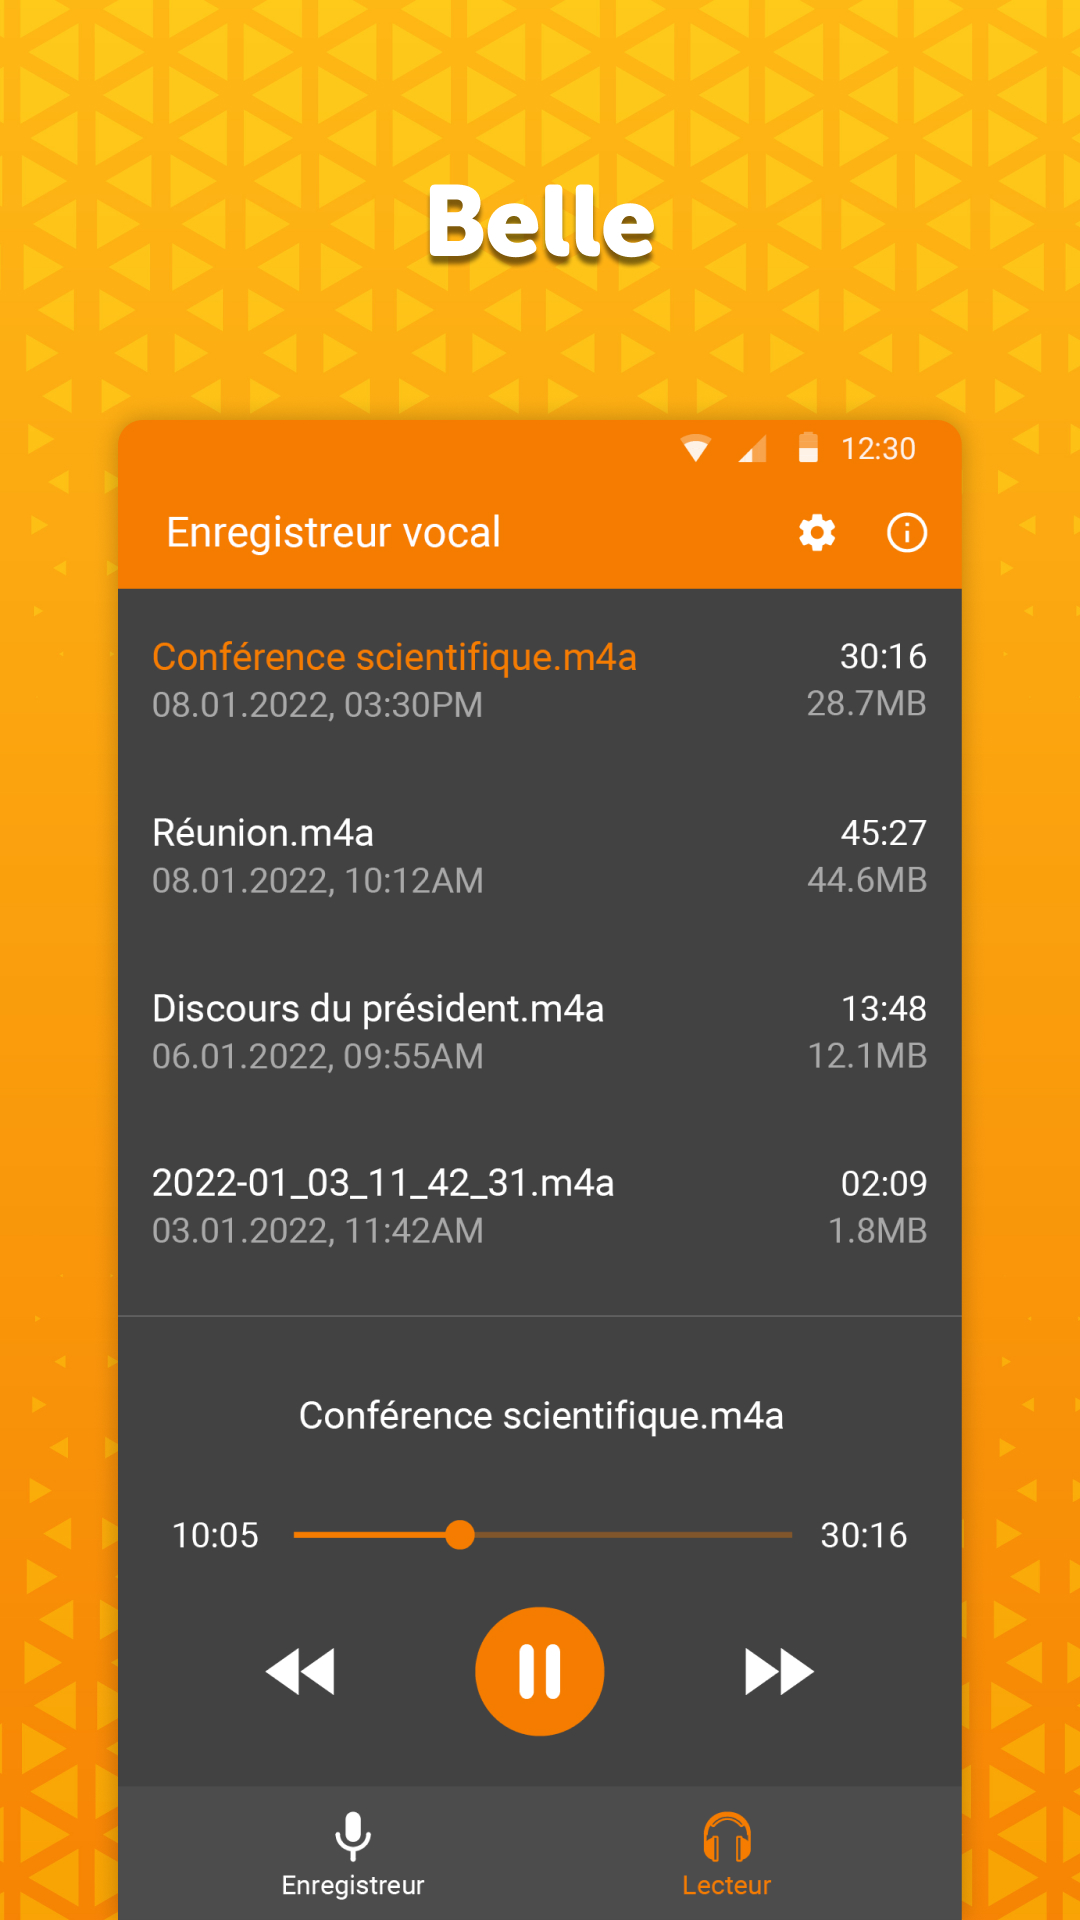 Belle
12:30
Enregistreur vocal
Conférence scientifique.m4a 30:16
08.01.2022, 03:30PM 28.7MB
Réunion.m4a 45:27
08.01.2022, 10:12AM 44.6MB
Discours du président.m4a 13:48
06.01.2022, 09:55AM 12.1MB
2022-01_03_11_42_31.m4a 02:09
03.01.2022, 11:42AM 1.8MB
Conférence scientifique.m4a
10:05 30:16
Enregistreur Lecteur